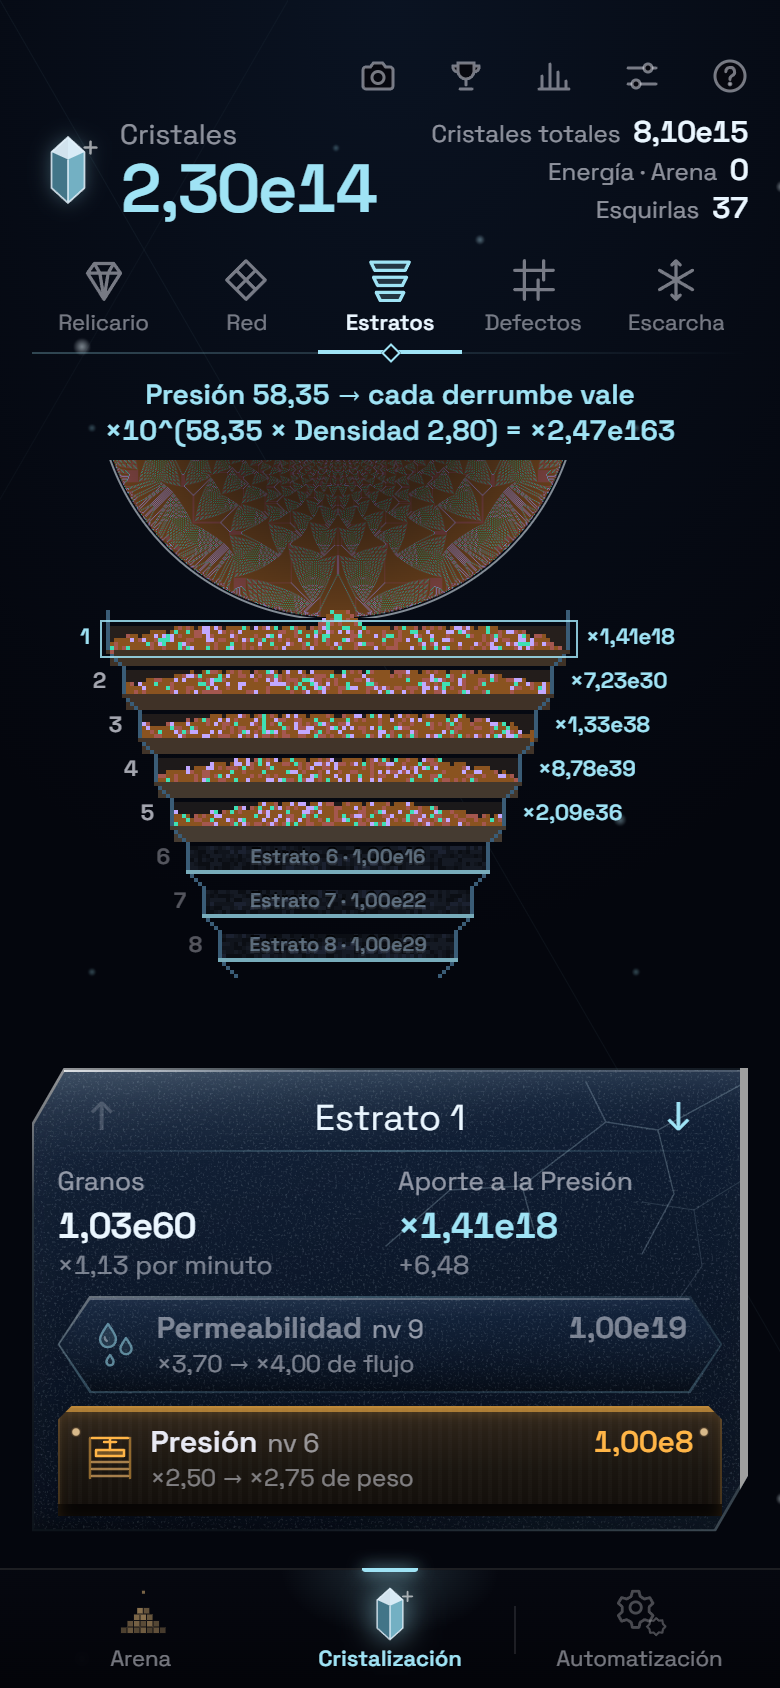 Cristales
2,30e14
Cristales totales 8,10e15
Energía · Arena 0
Esquirlas 37
Relicario
Red
Estratos
Defectos
Escarcha
Presión 58,35 → cada derrumbe vale
×10^(58,35 × Densidad 2,80) = ×2,47e163
1 ×1,41e18
2 ×7,23e30
3 ×1,33e38
4 ×8,78e39
5 ×2,09e36
6 Estrato 6 · 1,00e16
7 Estrato 7 · 1,00e22
8 Estrato 8 · 1,00e29
↑ Estrato 1 ↓
Granos
1,03e60
×1,13 por minuto
Aporte a la Presión
×1,41e18
+6,48
Permeabilidad nv 9 1,00e19
×3,70 → ×4,00 de flujo
Presión nv 6 1,00e8
×2,50 → ×2,75 de peso
Arena
Cristalización
Automatización